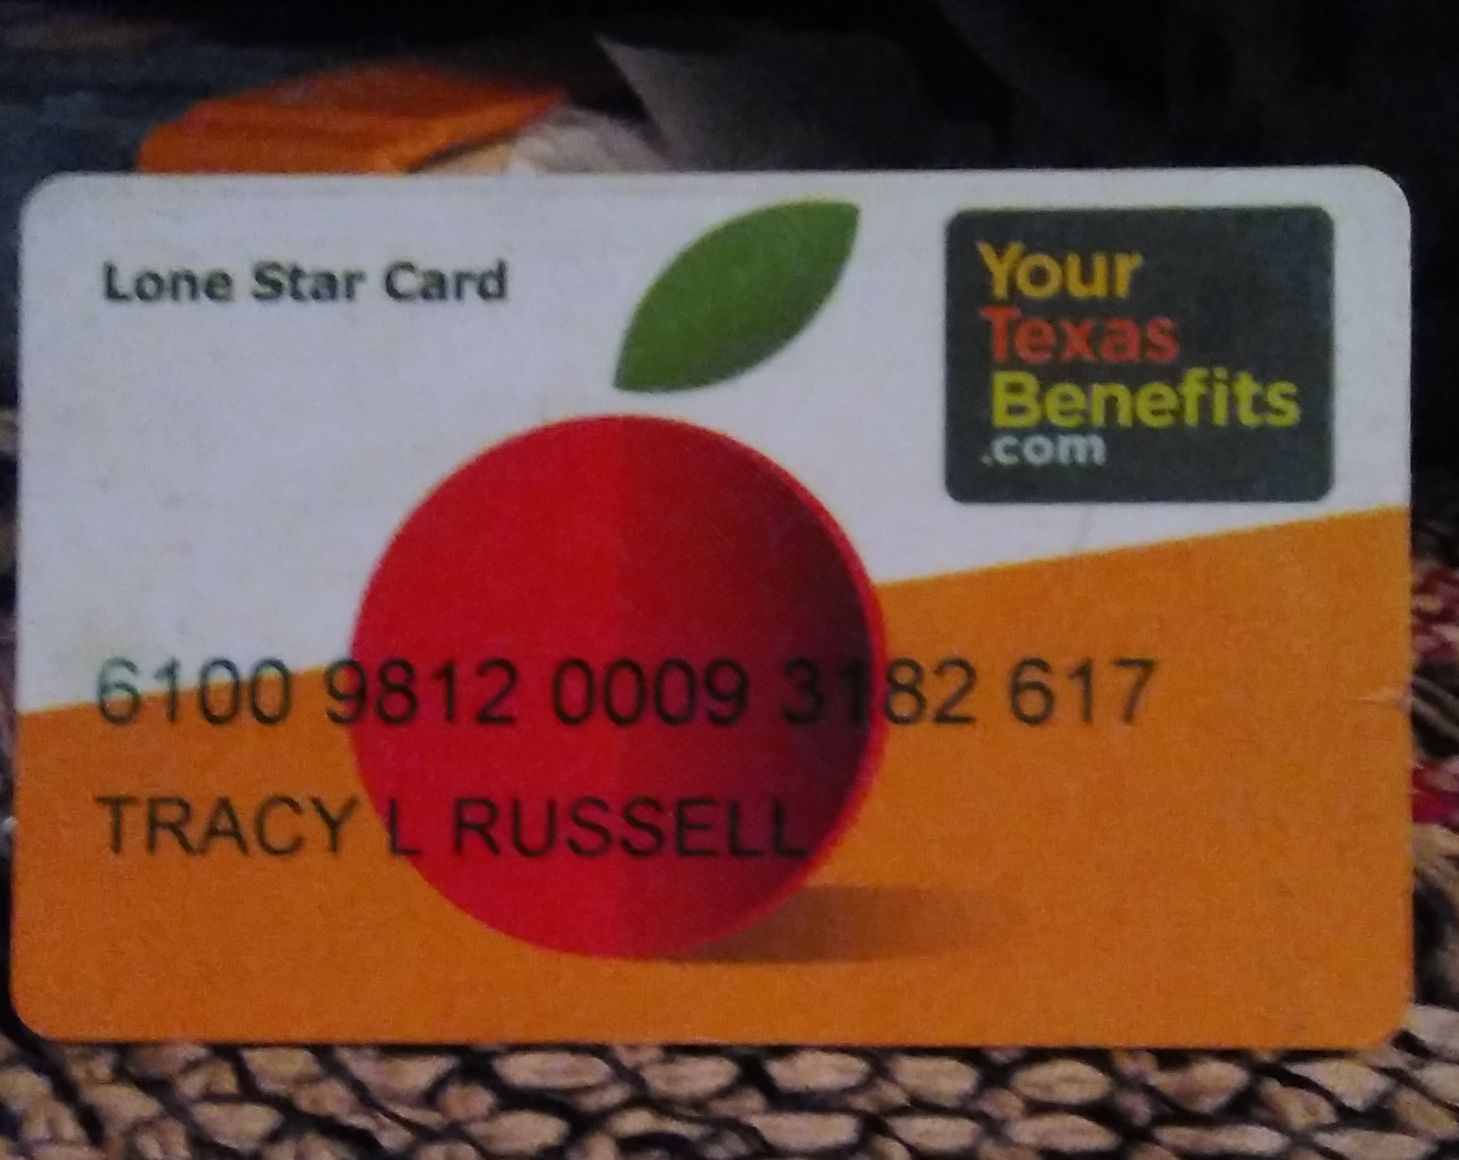 Lone Star Card
Your
Texas
Benefits
.com
6100 9812 0009 3182 617
TRACY L RUSSELL